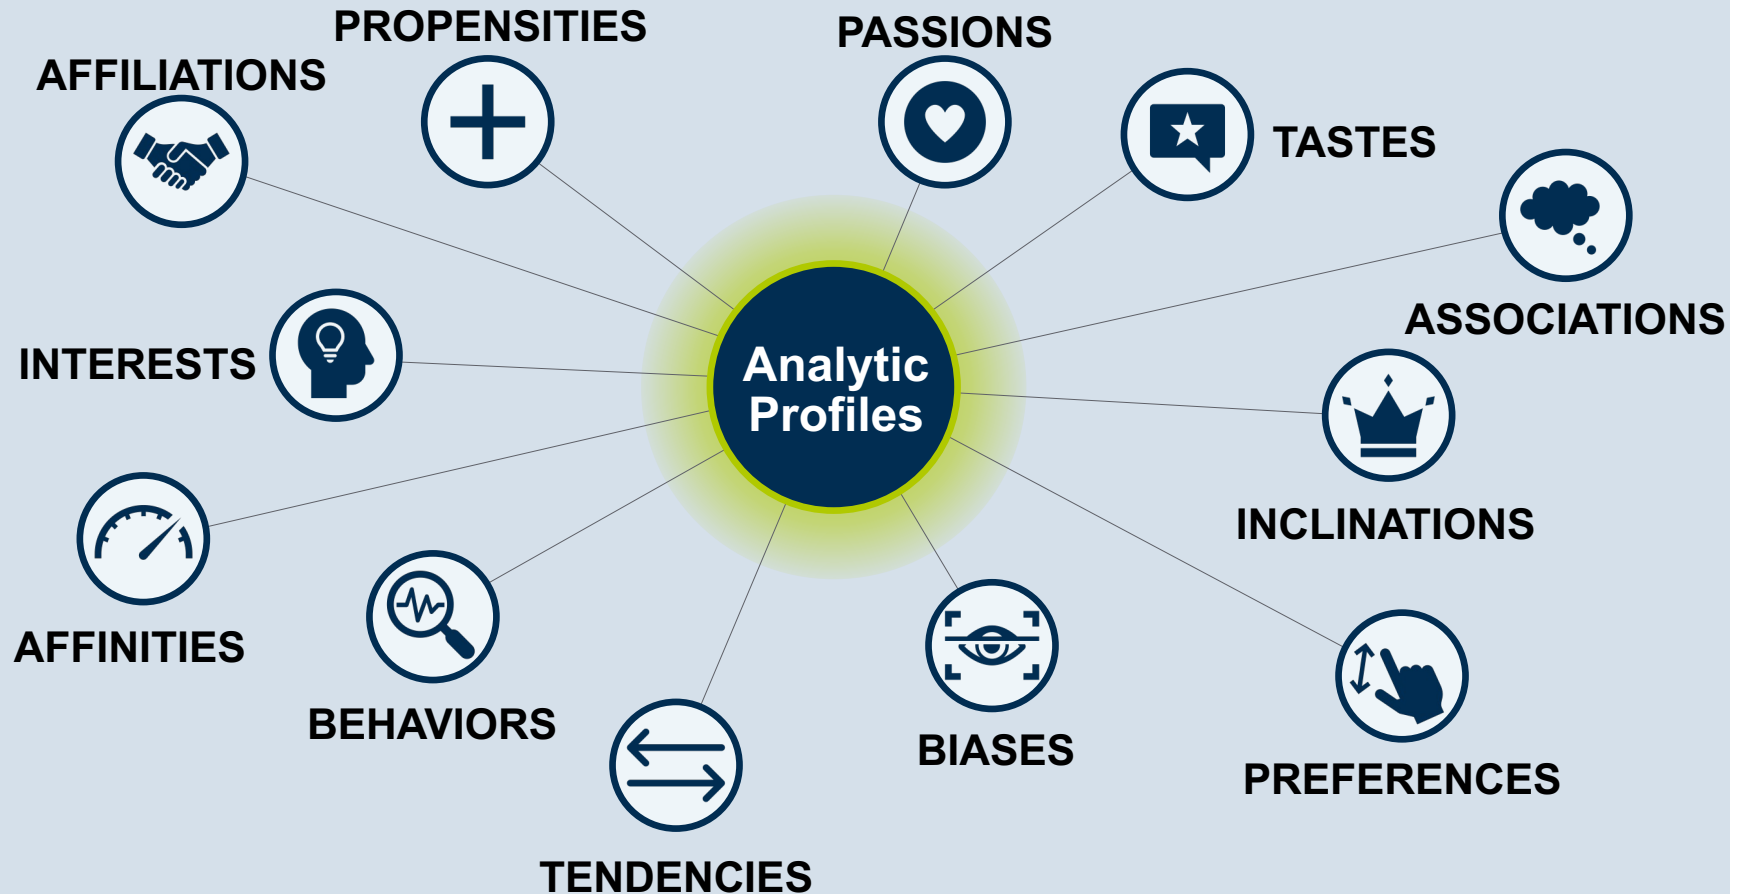 PROPENSITIES
PASSIONS
AFFILIATIONS
TASTES
ASSOCIATIONS
INTERESTS
Analytic
Profiles
INCLINATIONS
AFFINITIES
BEHAVIORS
BIASES
PREFERENCES
TENDENCIES